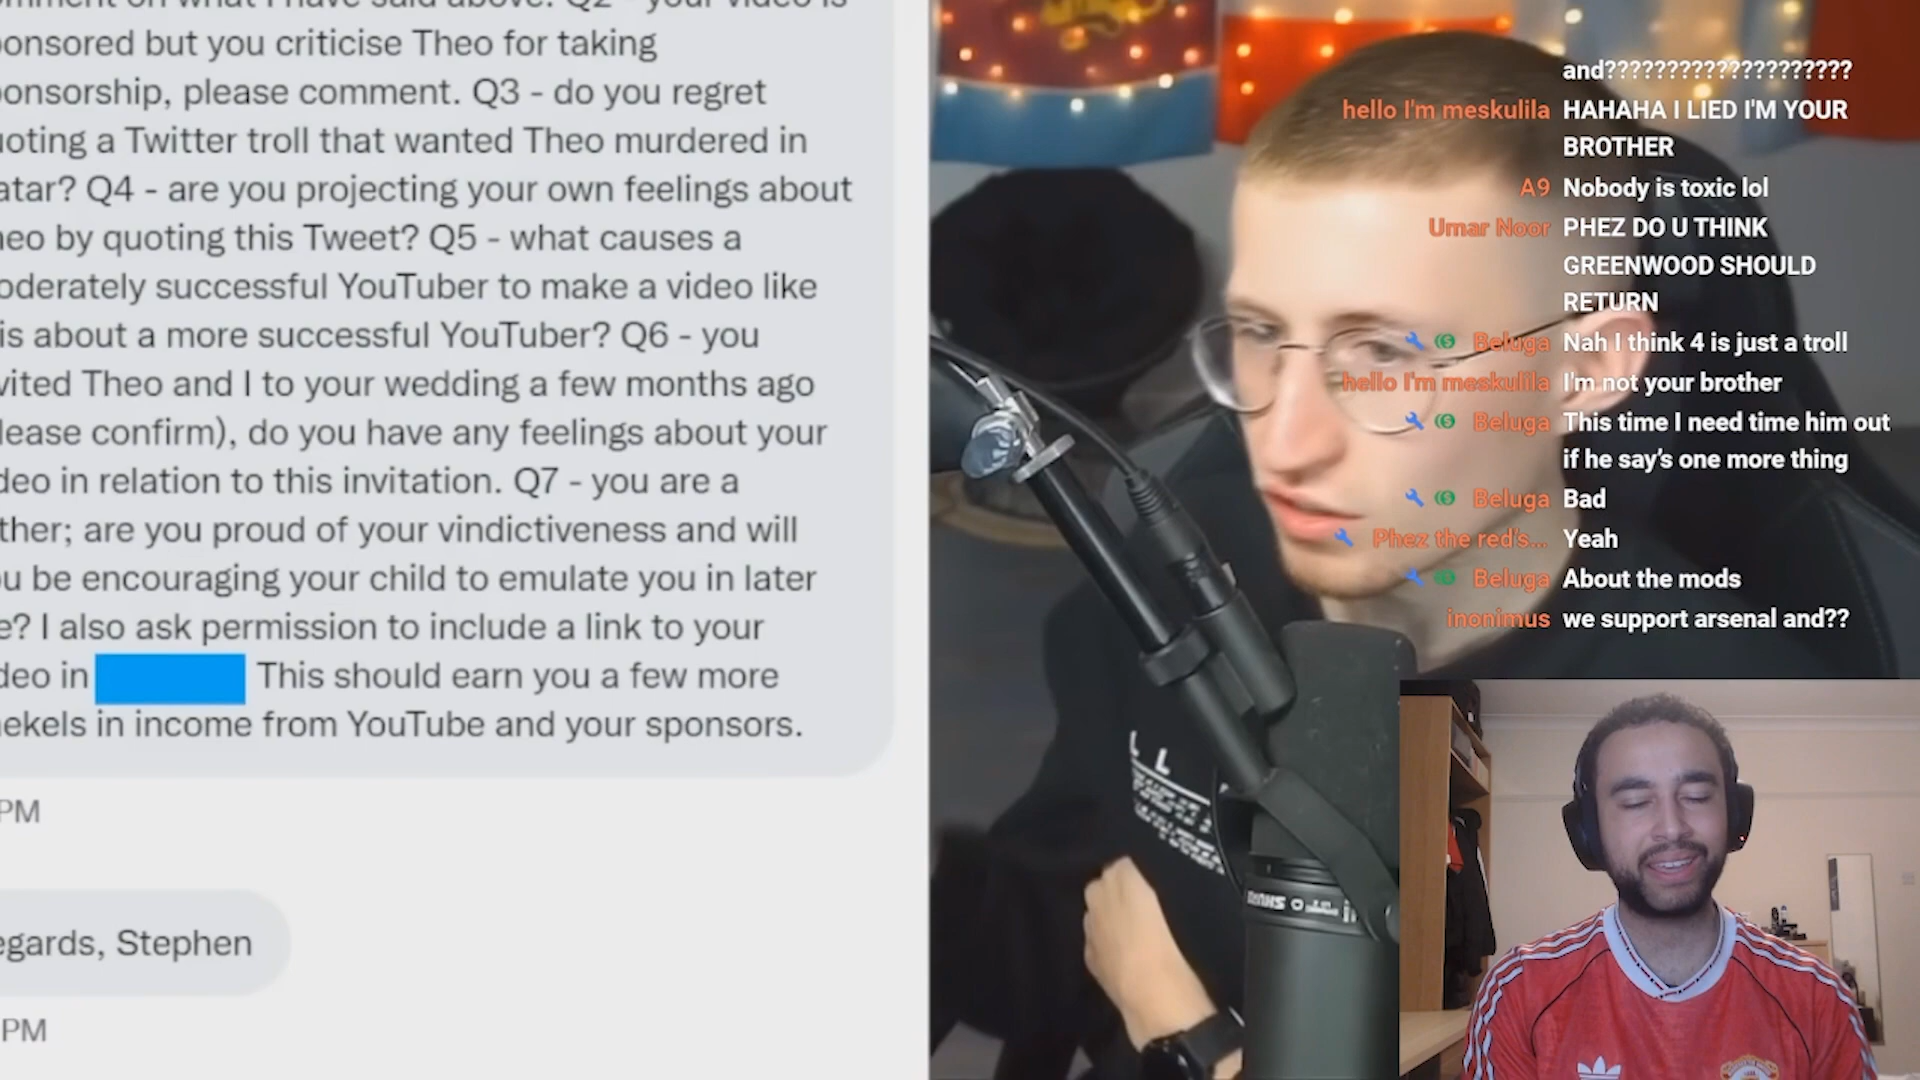 omment on what I have said above. Q2 - your video is
onsored but you criticise Theo for taking
onsorship, please comment. Q3 - do you regret
uoting a Twitter troll that wanted Theo murdered in
atar? Q4 - are you projecting your own feelings about
heo by quoting this Tweet? Q5 - what causes a
oderately successful YouTuber to make a video like
is about a more successful YouTuber? Q6 - you
vited Theo and I to your wedding a few months ago
lease confirm), do you have any feelings about your
deo in relation to this invitation. Q7 - you are a
ther; are you proud of your vindictiveness and will
ou be encouraging your child to emulate you in later
e? I also ask permission to include a link to your
deo in This should earn you a few more
hekels in income from YouTube and your sponsors.
PM
egards, Stephen
PM
and????????????????????
hello I'm meskulila HAHAHA I LIED I'M YOUR
BROTHER
A9 Nobody is toxic lol
Umar Noor PHEZ DO U THINK
GREENWOOD SHOULD
RETURN
Beluga Nah I think 4 is just a troll
hello I'm meskulila I'm not your brother
Beluga This time I need time him out
if he say's one more thing
Beluga Bad
Phez the red's... Yeah
Beluga About the mods
inonimus we support arsenal and??
L L